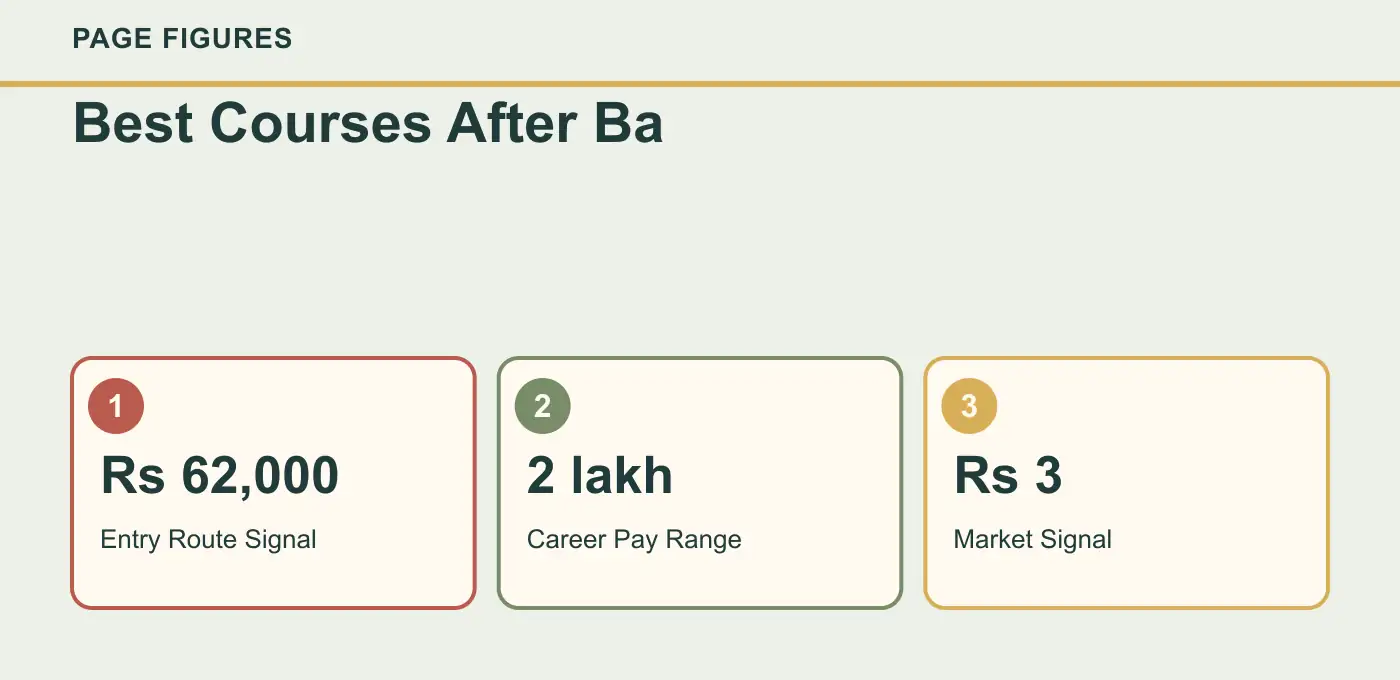 PAGE FIGURES
Best Courses After Ba
1
Rs 62,000
Entry Route Signal
2
2 lakh
Career Pay Range
3
Rs 3
Market Signal